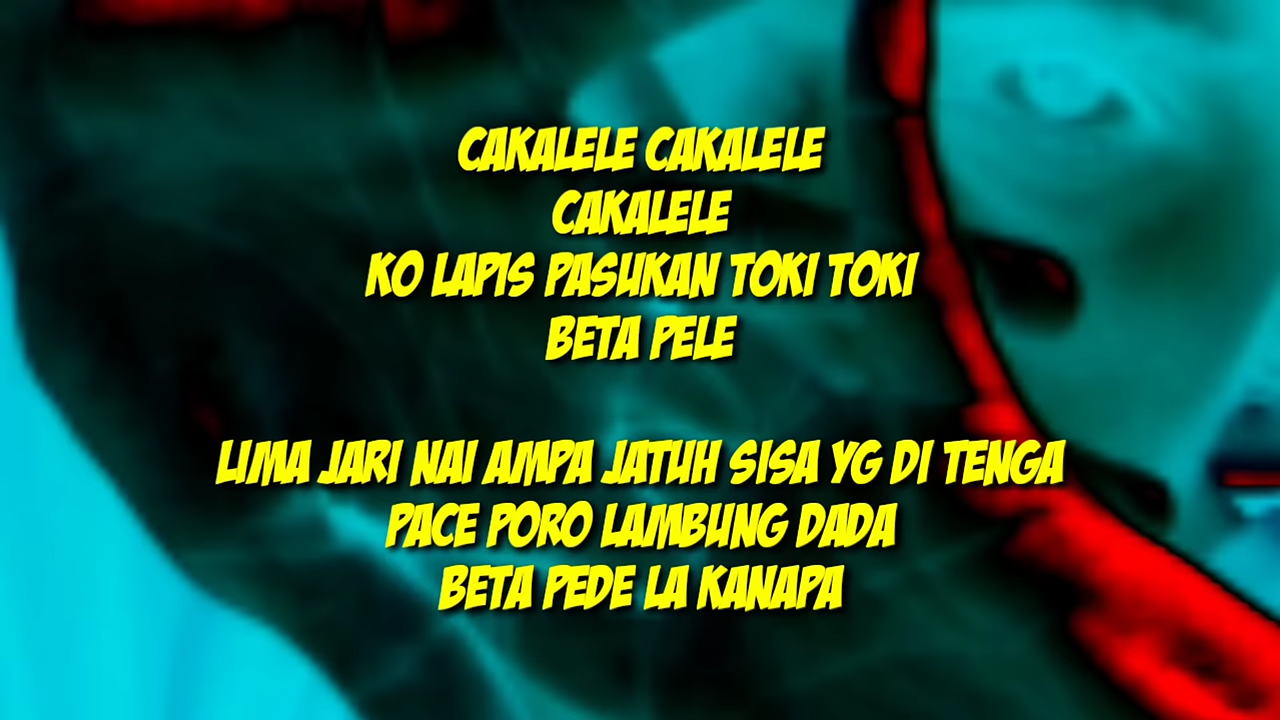 CAKALELE CAKALELE
CAKALELE
KO LAPIS PASUKAN TOKI TOKI
BETA PELE
LIMA JARI NAI AMPA JATUH SISA YG DI TENGA
PACE PORO LAMBUNG DADA
BETA PEDE LA KANAPA